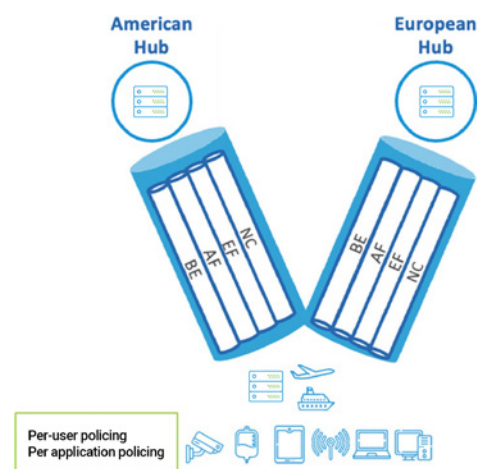 American
Hub
European
Hub
BE
AF
EF
NC
BE
AF
EF
NC
Per-user policing
Per application policing